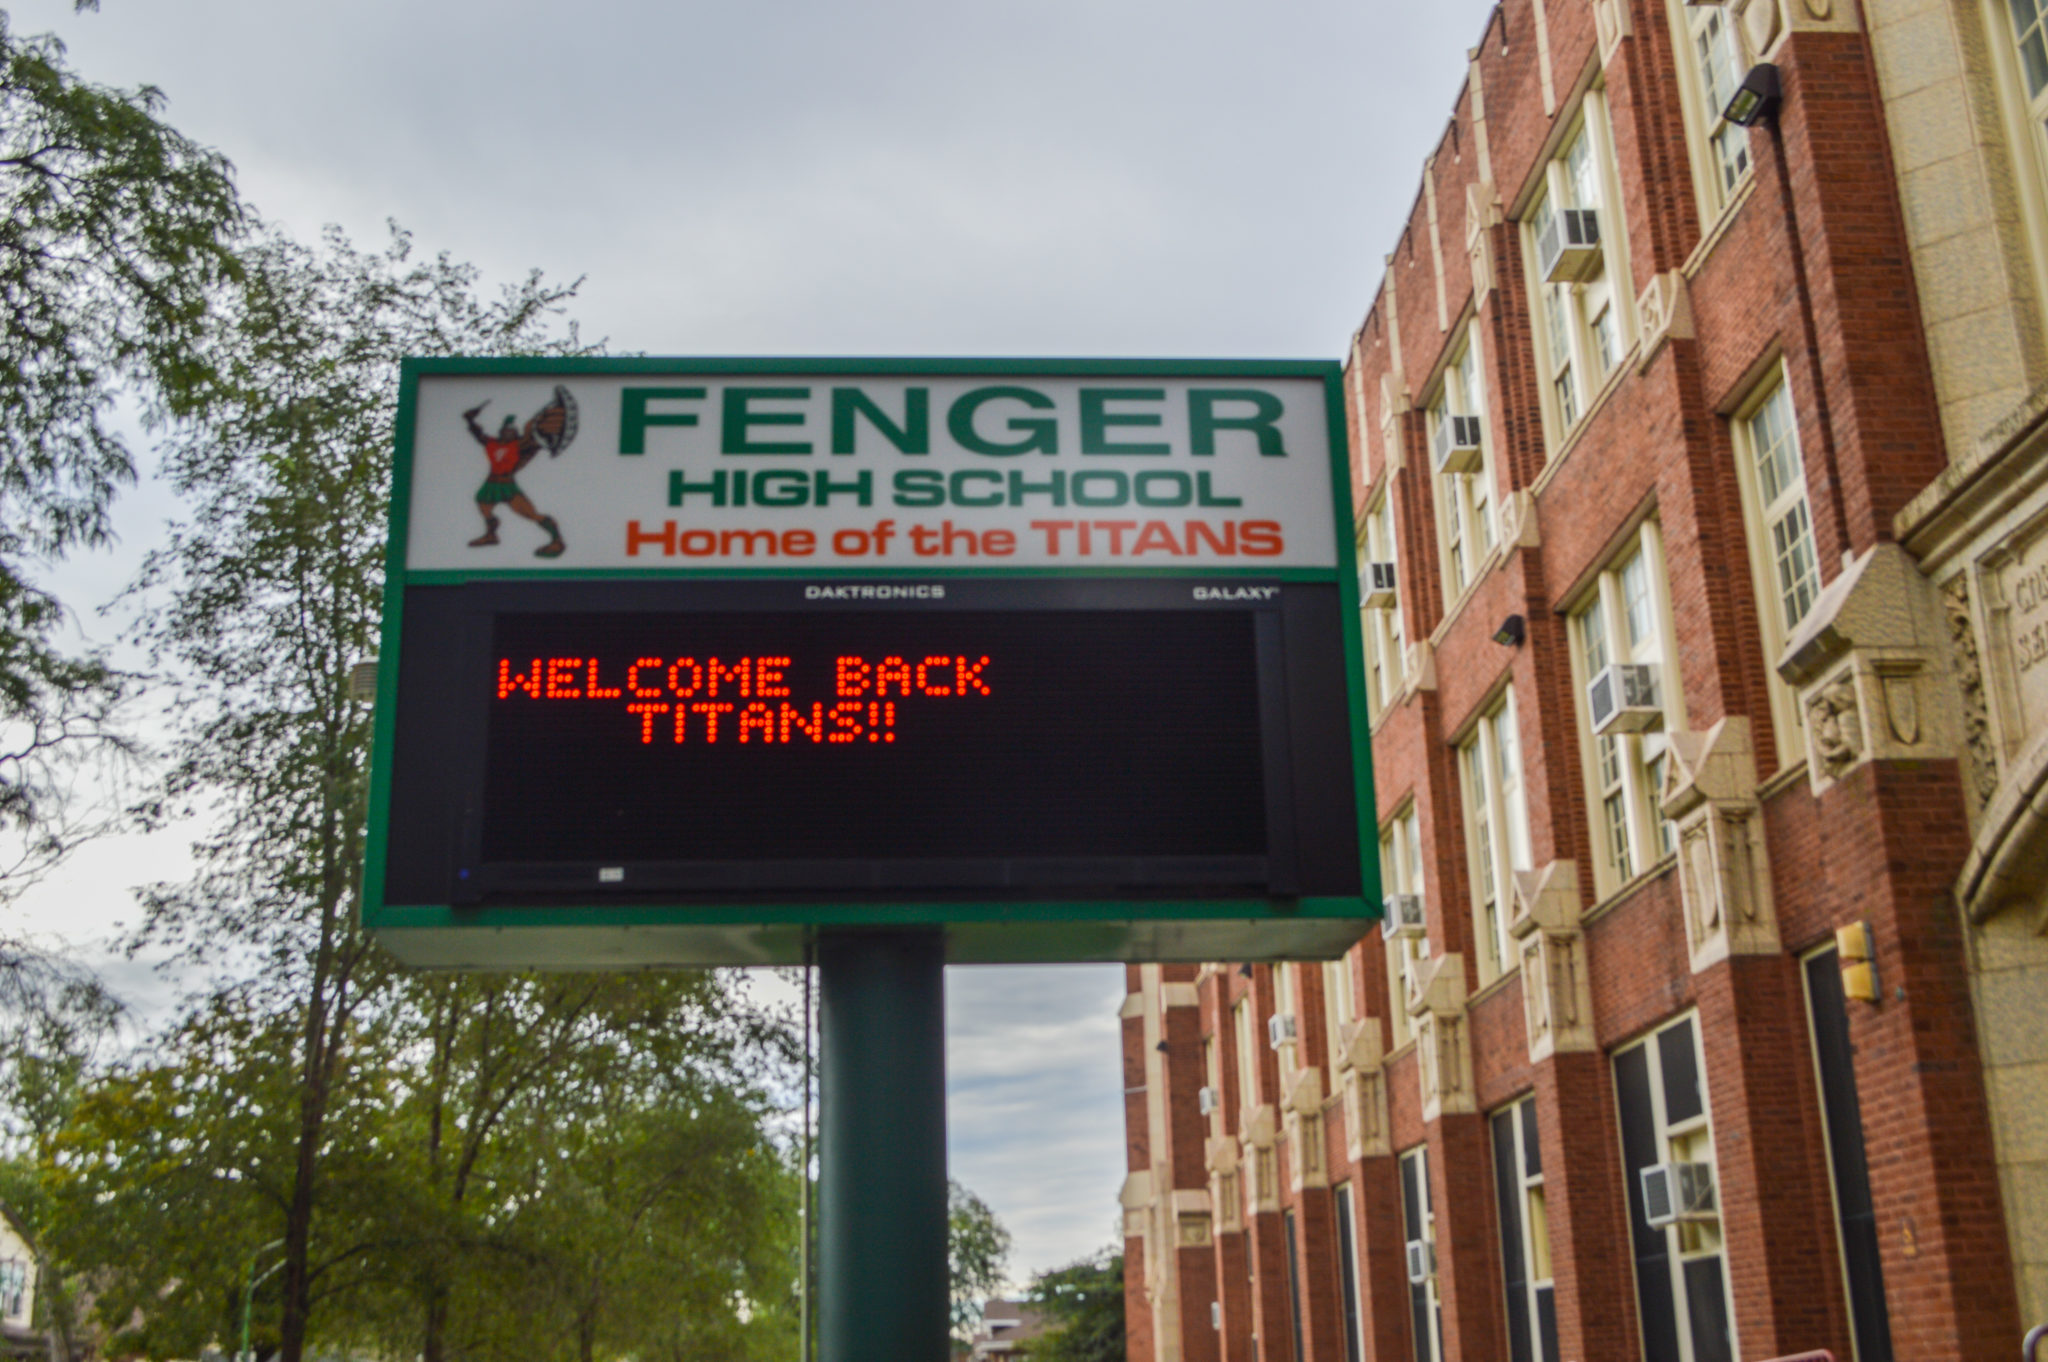 FENGER
HIGH SCHOOL
Home of the TITANS
DAKTRONICS
GALAXY
WELCOME BACK
TITANS!!